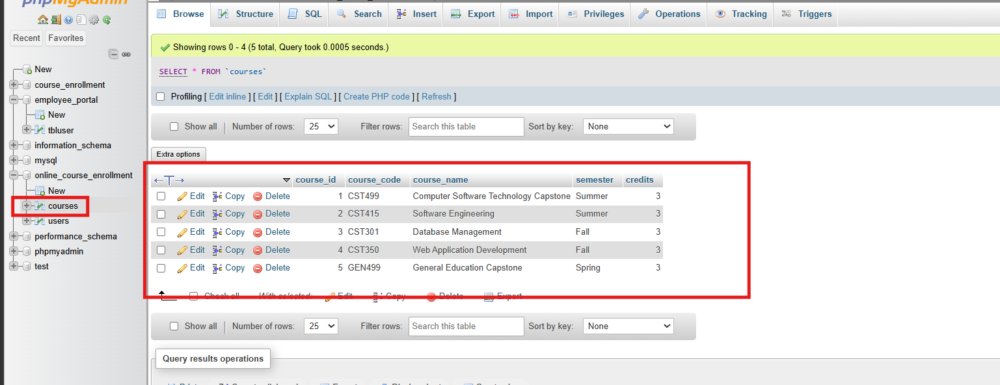 phpMyAdmin
Browse Structure SQL Search Insert Export Import Privileges Operations Tracking Triggers
Recent Favorites
New
course_enrollment
employee_portal
New
tbluser
information_schema
mysql
online_course_enrollment
New
courses
users
performance_schema
phpmyadmin
test
Showing rows 0 - 4 (5 total, Query took 0.0005 seconds.)
SELECT * FROM `courses`
Profiling [ Edit inline ] [ Edit ] [ Explain SQL ] [ Create PHP code ] [ Refresh ]
Show all Number of rows: 25 Filter rows: Search this table Sort by key: None
Extra options
←T→ course_id course_code course_name semester credits
Edit Copy Delete 1 CST499 Computer Software Technology Capstone Summer 3
Edit Copy Delete 2 CST415 Software Engineering Summer 3
Edit Copy Delete 3 CST301 Database Management Fall 3
Edit Copy Delete 4 CST350 Web Application Development Fall 3
Edit Copy Delete 5 GEN499 General Education Capstone Spring 3
Check all With selected: Edit Copy Delete Export
Show all Number of rows: 25 Filter rows: Search this table Sort by key: None
Query results operations